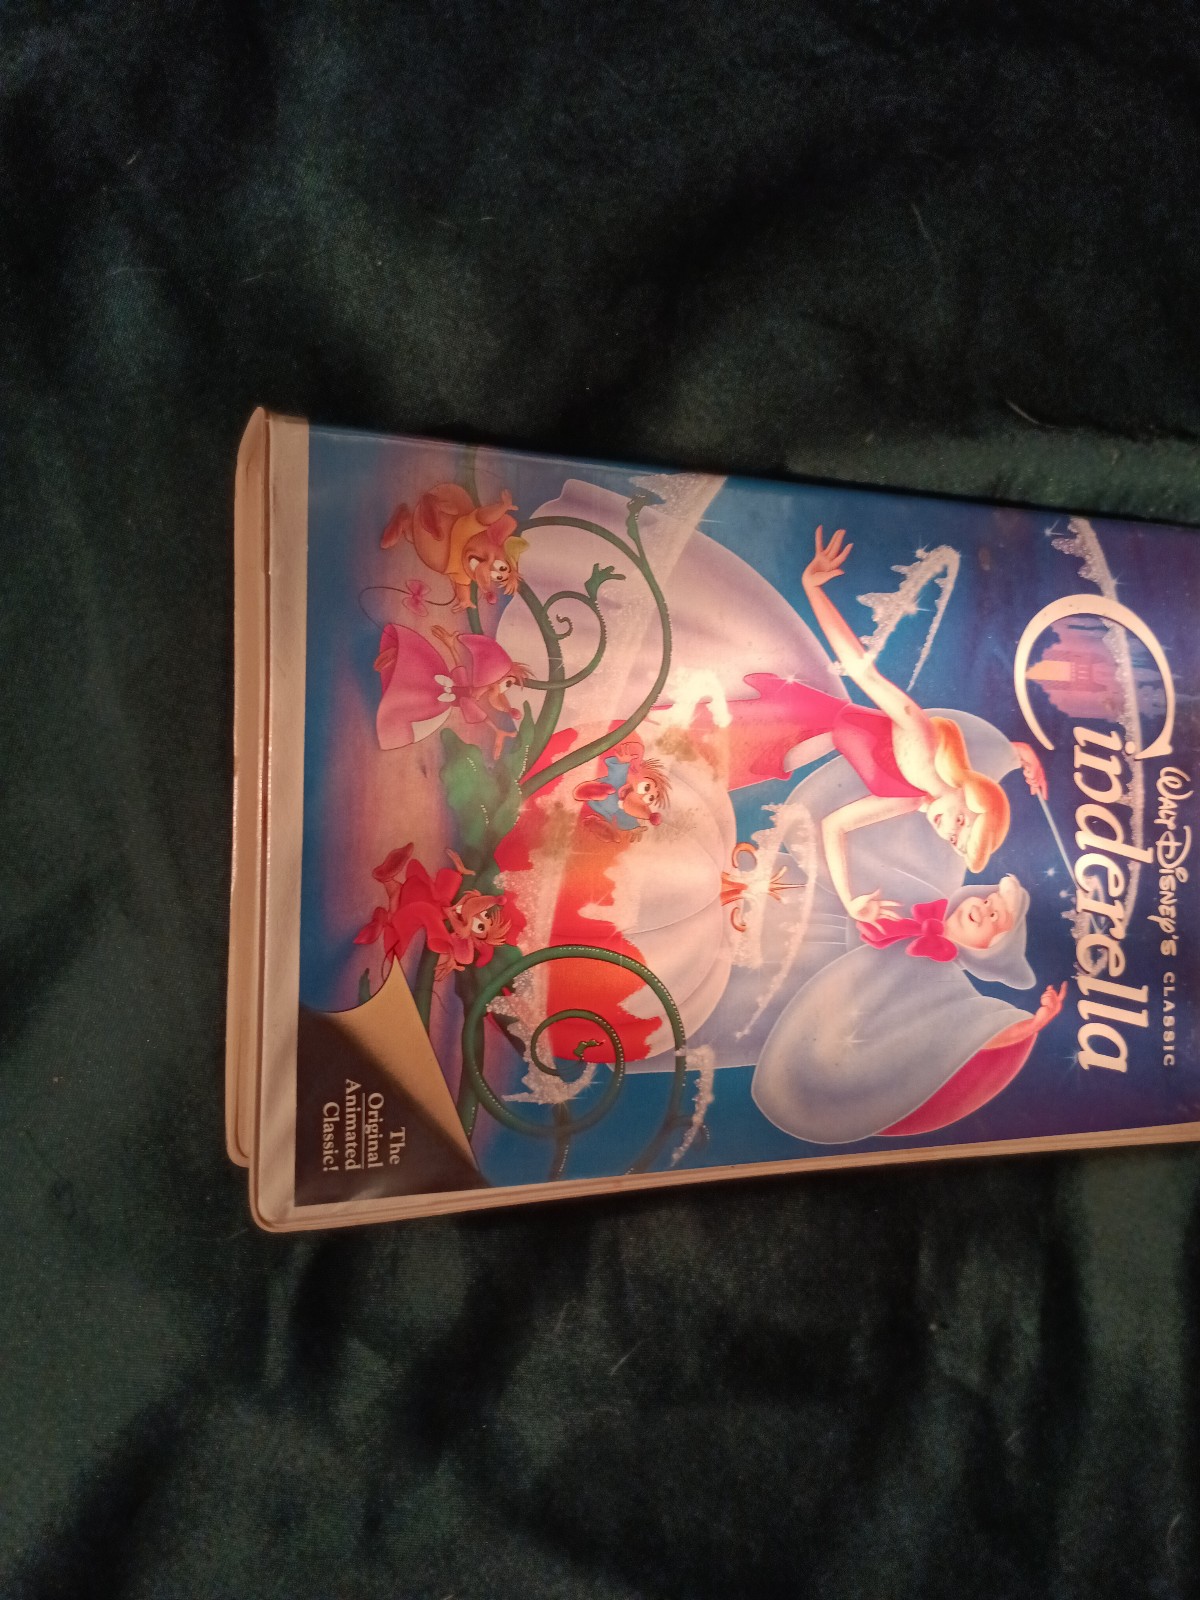 WALT DISNEY'S CLASSIC
Cinderella
The
Original
Animated
Classic!